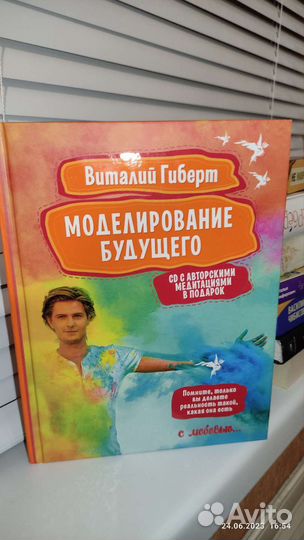 Виталий Гиберт
МОДЕЛИРОВАНИЕ
БУДУЩЕГО
CD С АВТОРСКИМИ
МЕДИТАЦИЯМИ
В ПОДАРОК
Помните, только
вы делаете
реальность такой,
какая она есть
с любовью...
24.06.2023 16:54
Avito